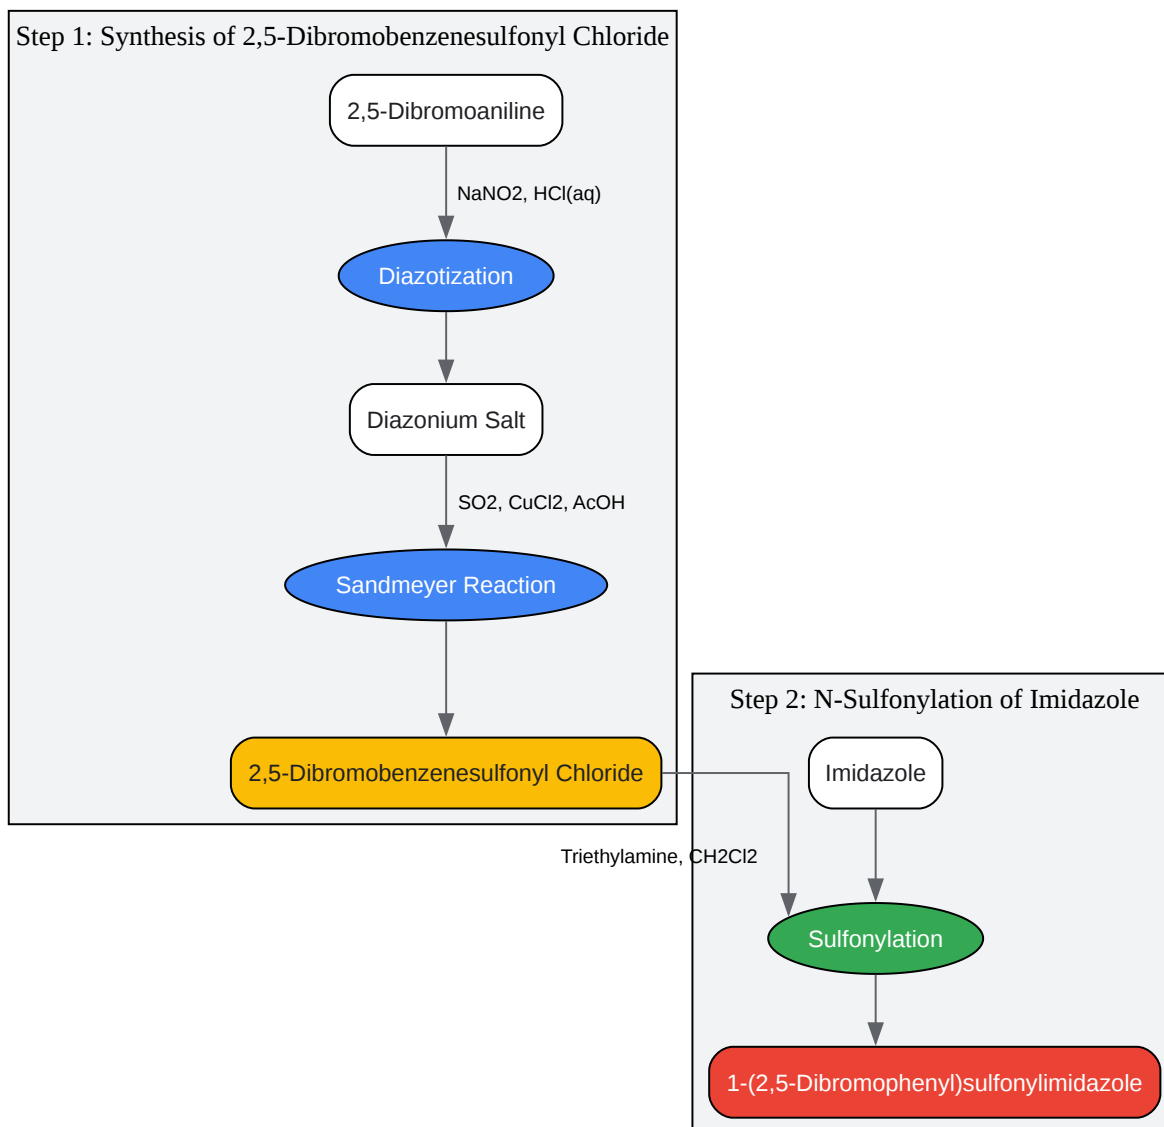 Step 1: Synthesis of 2,5-Dibromobenzenesulfonyl Chloride
2,5-Dibromoaniline
NaNO2, HCl(aq)
Diazotization
Diazonium Salt
SO2, CuCl2, AcOH
Sandmeyer Reaction
2,5-Dibromobenzenesulfonyl Chloride
Step 2: N-Sulfonylation of Imidazole
Imidazole
Triethylamine, CH2Cl2
Sulfonylation
1-(2,5-Dibromophenyl)sulfonylimidazole